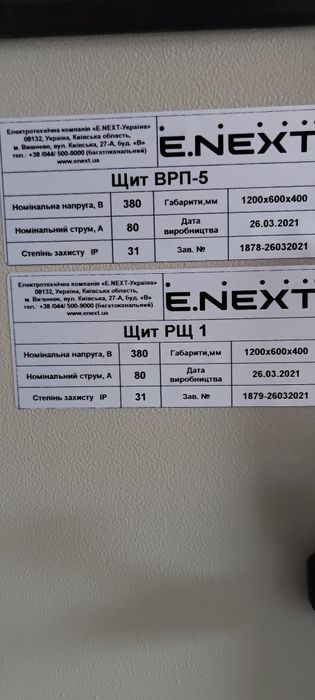 Електротехнічна компанія «E.NEXT-Україна»
08132, Україна, Київська область,
м. Вишневе, вул. Київська, 27-А, буд. «В»
тел.: +38 /044/ 500-9000 (багатоканальний)
www.enext.ua
E.NEXT
Щит ВРП-5
Номінальна напруга, В 380 Габарити,мм 1200x600x400
Номінальний струм, А 80 Дата виробництва 26.03.2021
Степінь захисту IP 31 Зав. № 1878-26032021
Електротехнічна компанія «E.NEXT-Україна»
08132, Україна, Київська область,
м. Вишневе, вул. Київська, 27-А, буд. «В»
тел.: +38 /044/ 500-9000 (багатоканальний)
www.enext.ua
E.NEXT
Щит РЩ 1
Номінальна напруга, В 380 Габарити,мм 1200x600x400
Номінальний струм, А 80 Дата виробництва 26.03.2021
Степінь захисту IP 31 Зав. № 1879-26032021